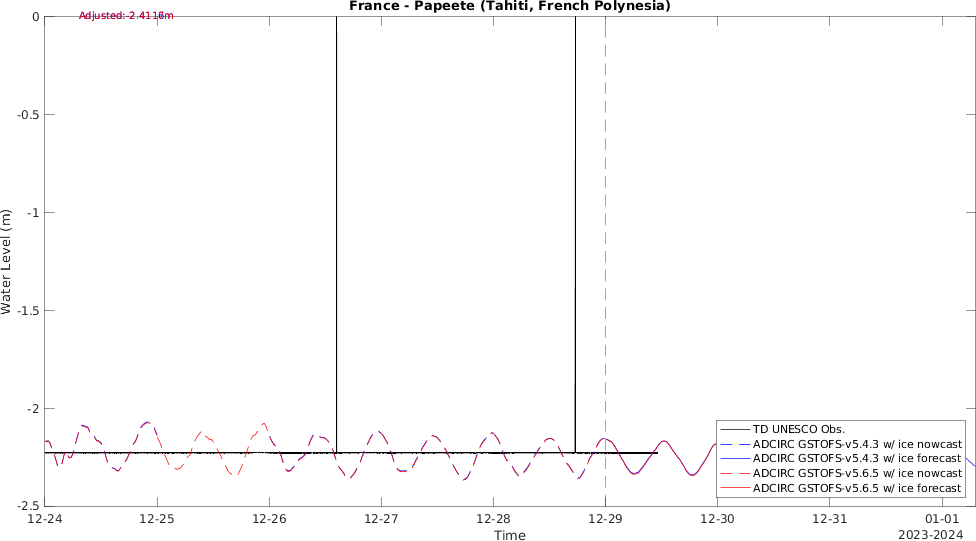 France - Papeete (Tahiti, French Polynesia)
0
-0.5
-1
-1.5
-2
-2.5
Water Level (m)
TD UNESCO Obs.
ADCIRC GSTOFS-v5.4.3 w/ ice nowcast
ADCIRC GSTOFS-v5.4.3 w/ ice forecast
ADCIRC GSTOFS-v5.6.5 w/ ice nowcast
ADCIRC GSTOFS-v5.6.5 w/ ice forecast
12-24 12-25 12-26 12-27 12-28 12-29 12-30 12-31 01-01
Time
2023-2024